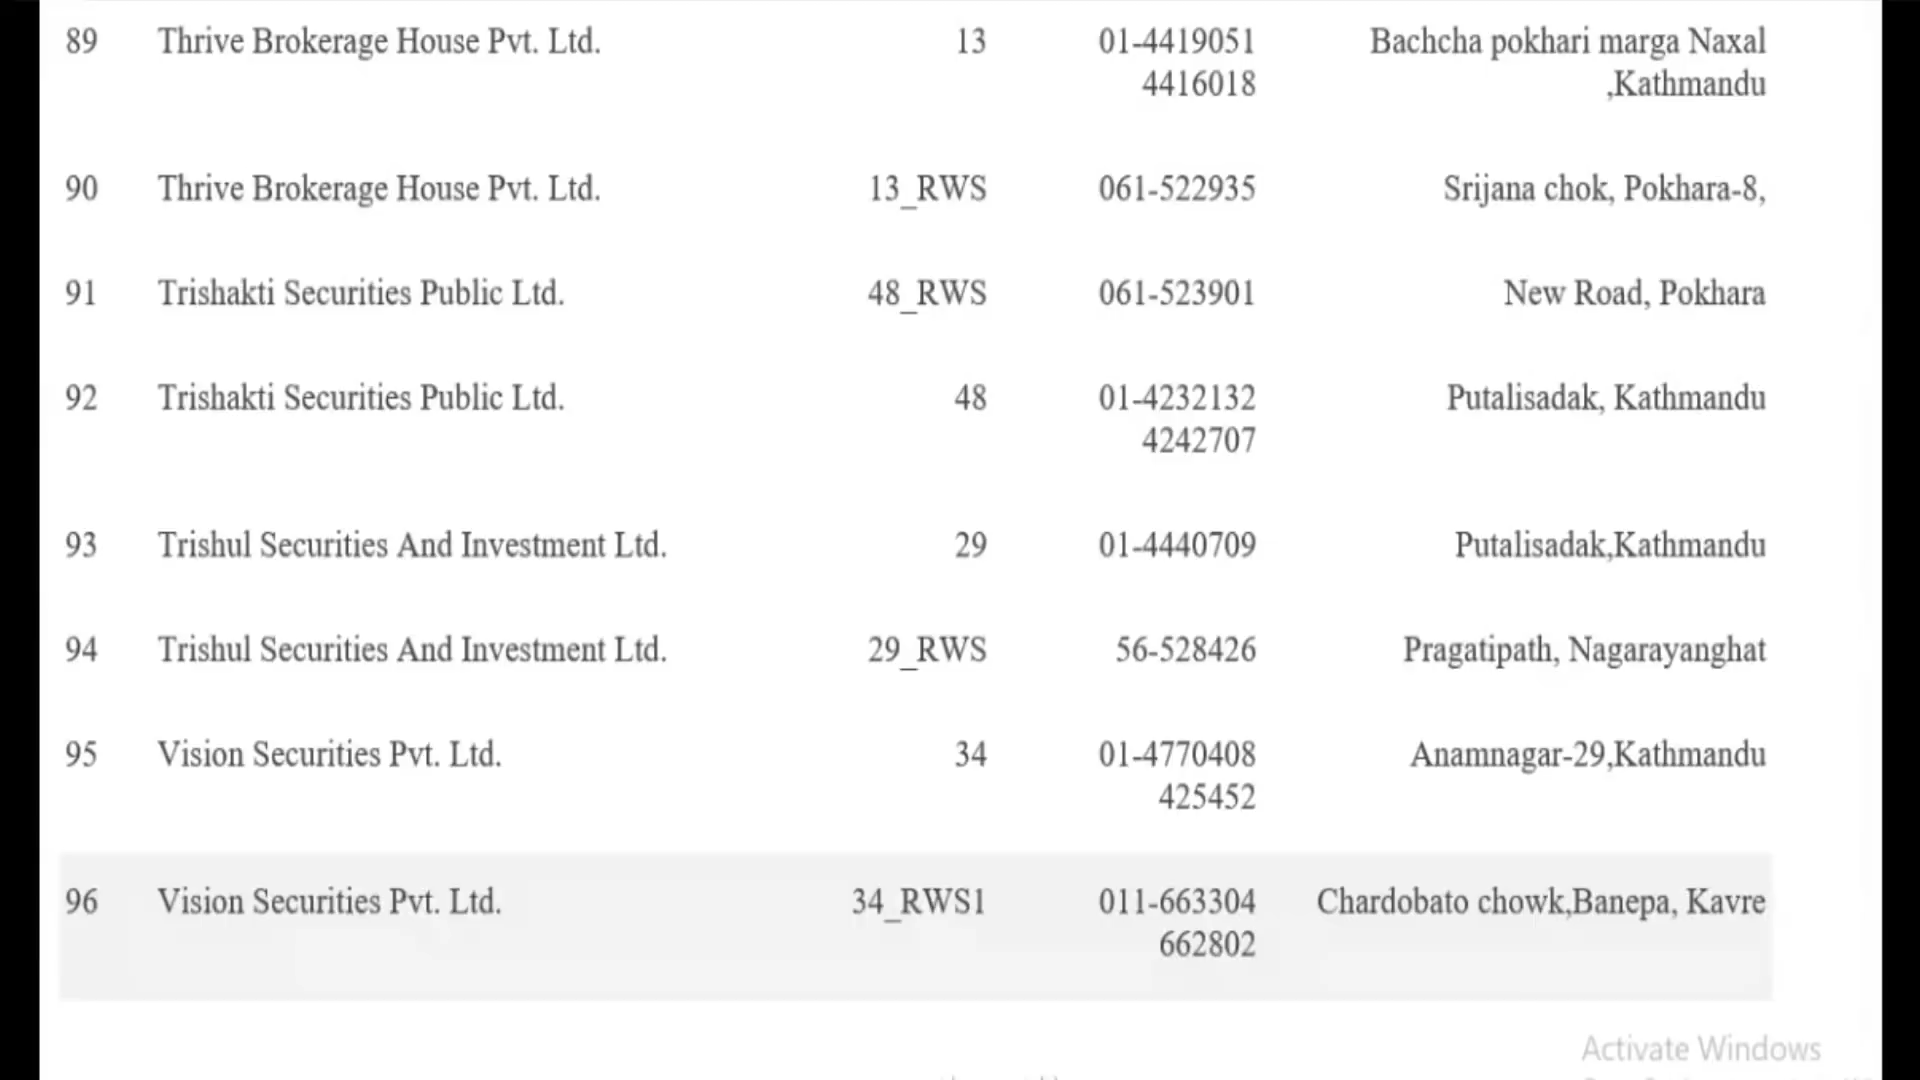 89 Thrive Brokerage House Pvt. Ltd. 13 01-4419051 Bachcha pokhari marga Naxal
4416018 ,Kathmandu
90 Thrive Brokerage House Pvt. Ltd. 13_RWS 061-522935 Srijana chok, Pokhara-8,
91 Trishakti Securities Public Ltd. 48_RWS 061-523901 New Road, Pokhara
92 Trishakti Securities Public Ltd. 48 01-4232132 Putalisadak, Kathmandu
4242707
93 Trishul Securities And Investment Ltd. 29 01-4440709 Putalisadak,Kathmandu
94 Trishul Securities And Investment Ltd. 29_RWS 56-528426 Pragatipath, Nagarayanghat
95 Vision Securities Pvt. Ltd. 34 01-4770408 Anamnagar-29,Kathmandu
425452
96 Vision Securities Pvt. Ltd. 34_RWS1 011-663304 Chardobato chowk,Banepa, Kavre
662802
Activate Windows